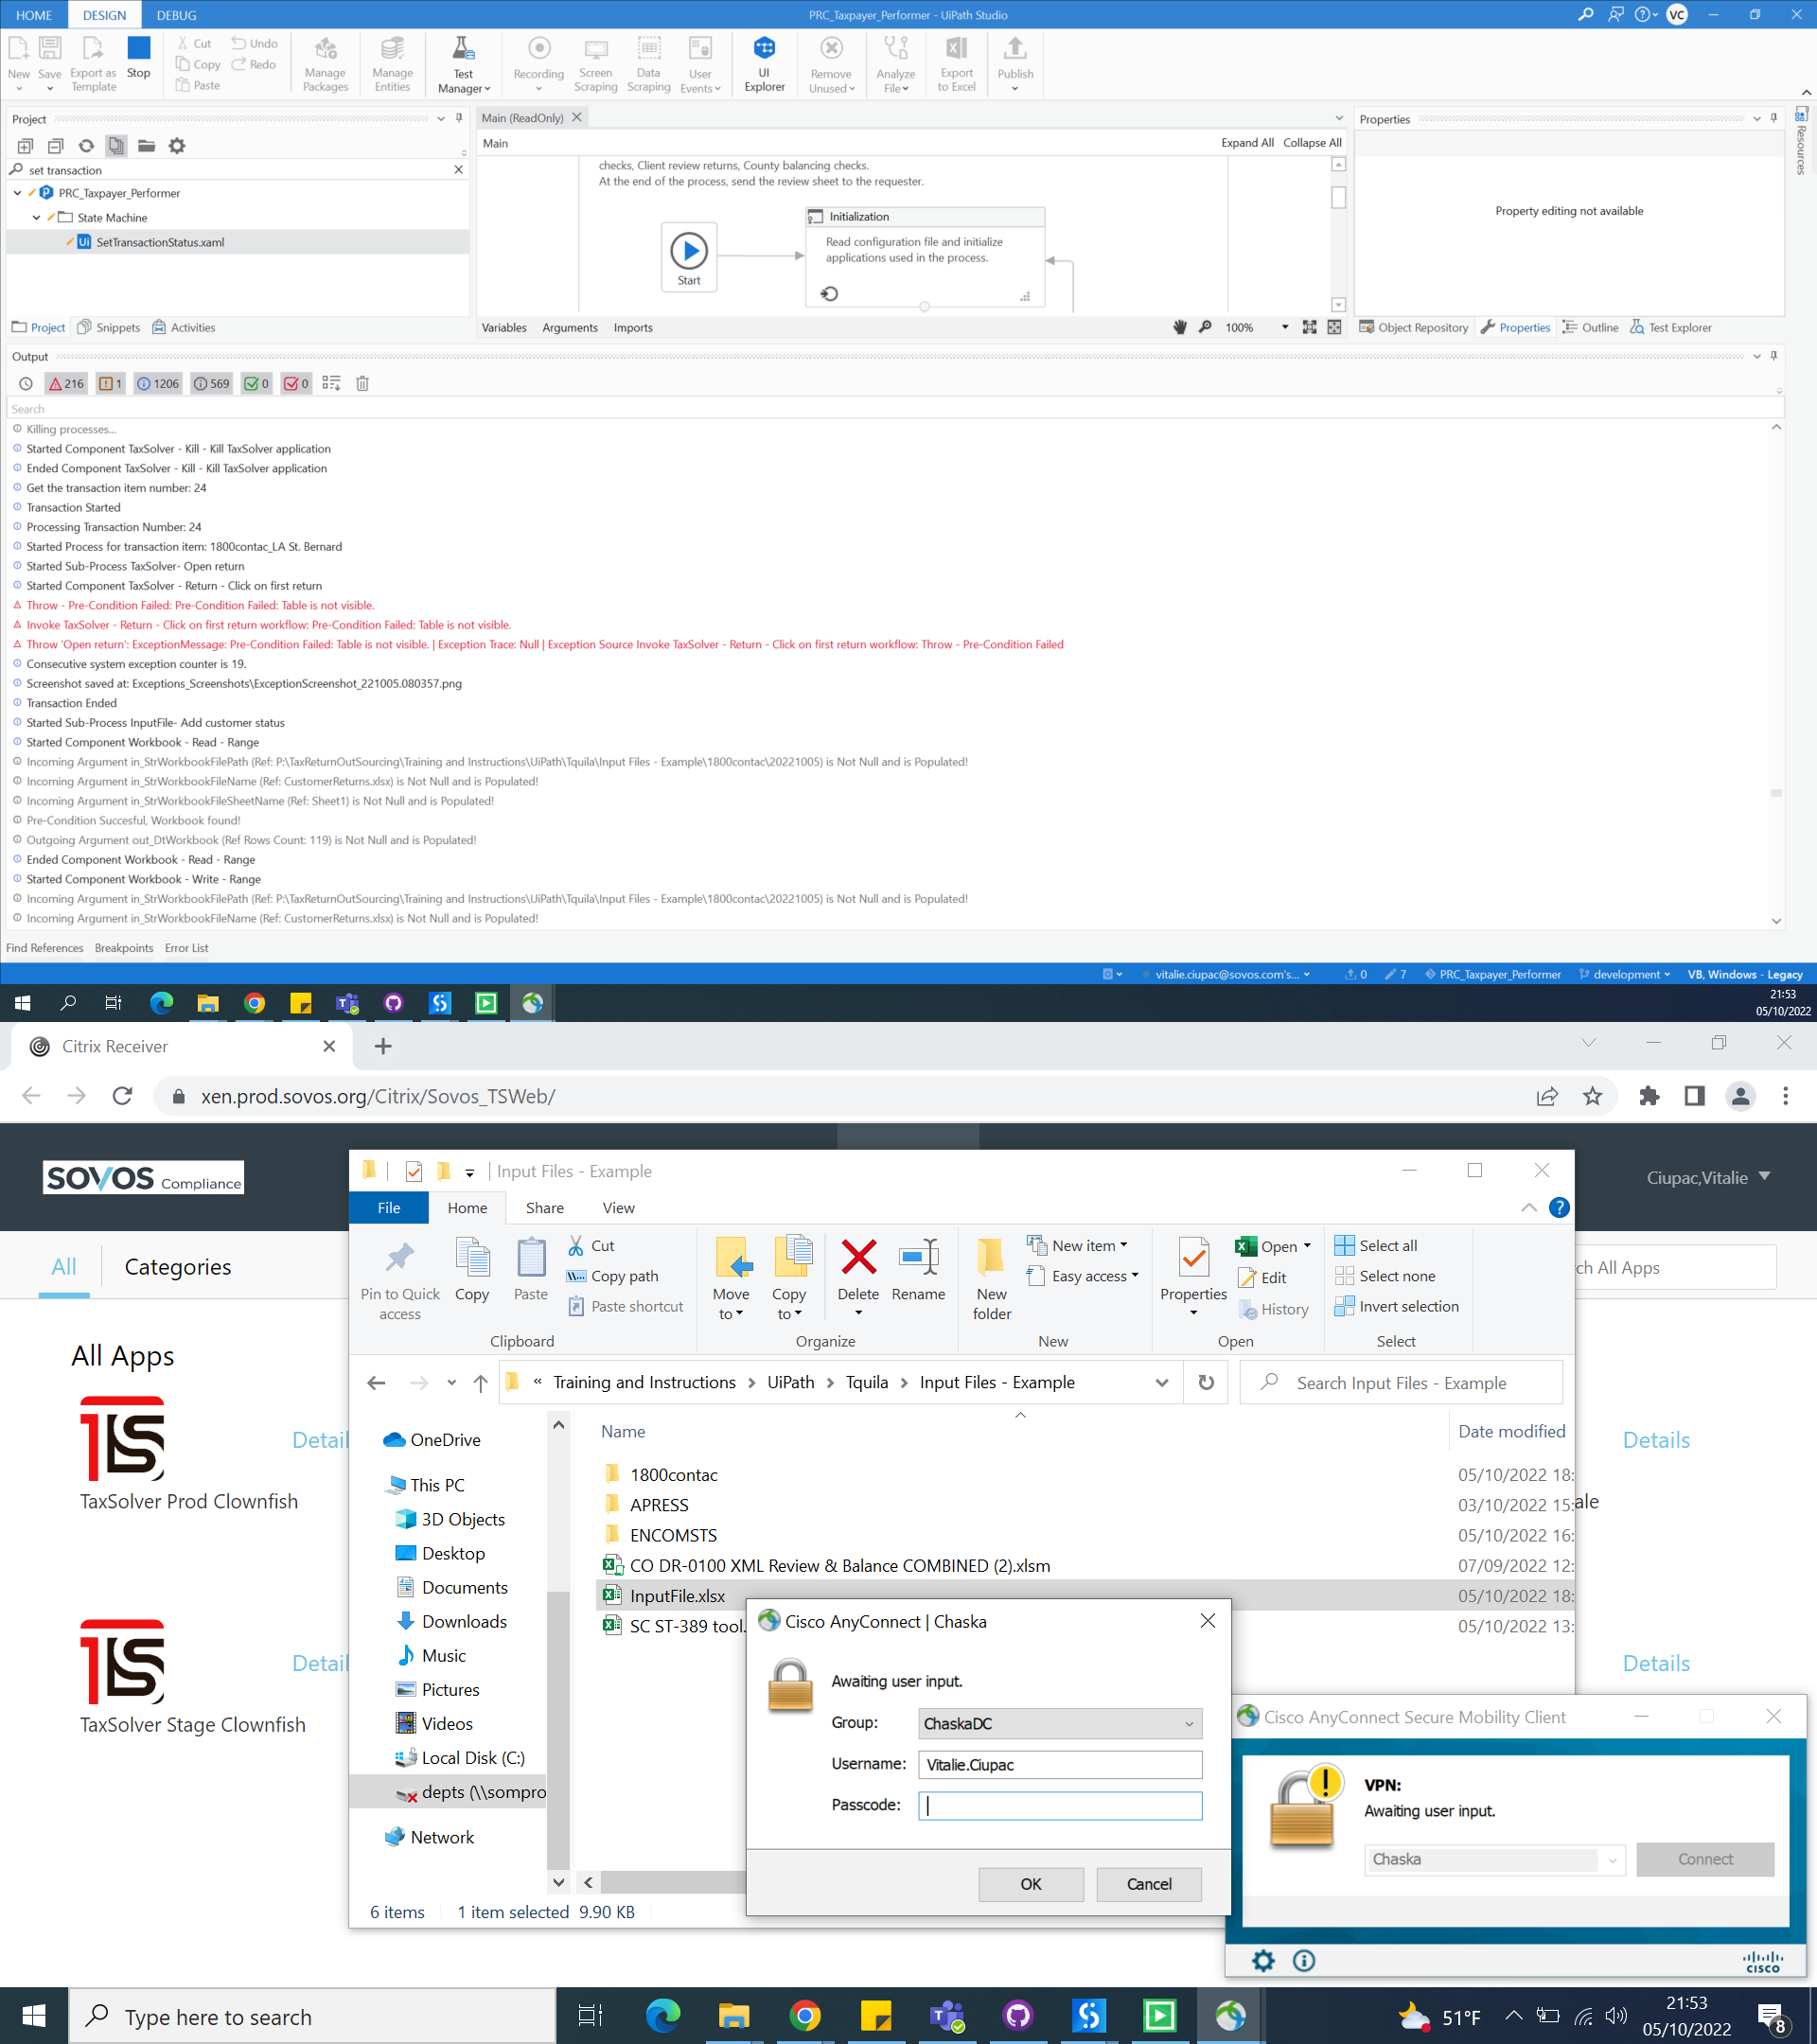 HOME DESIGN DEBUG PRC_Taxpayer_Performer - UiPath Studio VC
New Save Export as Template Stop Cut Copy Paste Undo Redo Manage Packages Manage Entities Test Manager Recording Screen Scraping Data Scraping User Events UI Explorer Remove Unused Analyze File Export to Excel Publish
Project
set transaction
PRC_Taxpayer_Performer
State Machine
SetTransactionStatus.xaml
Project Snippets Activities
Main (ReadOnly)
Main Expand All Collapse All
checks, Client review returns, County balancing checks.
At the end of the process, send the review sheet to the requester.
Start
Initialization
Read configuration file and initialize
applications used in the process.
Variables Arguments Imports 100%
Properties
Property editing not available
Resources
Object Repository Properties Outline Test Explorer
Output
216 1 1206 569 0 0
Search
Killing processes...
Started Component TaxSolver - Kill - Kill TaxSolver application
Ended Component TaxSolver - Kill - Kill TaxSolver application
Get the transaction item number: 24
Transaction Started
Processing Transaction Number: 24
Started Process for transaction item: 1800contac_LA St. Bernard
Started Sub-Process TaxSolver- Open return
Started Component TaxSolver - Return - Click on first return
Throw - Pre-Condition Failed: Pre-Condition Failed: Table is not visible.
Invoke TaxSolver - Return - Click on first return workflow: Pre-Condition Failed: Table is not visible.
Throw 'Open return': ExceptionMessage: Pre-Condition Failed: Table is not visible. | Exception Trace: Null | Exception Source Invoke TaxSolver - Return - Click on first return workflow: Throw - Pre-Condition Failed
Consecutive system exception counter is 19.
Screenshot saved at: Exceptions_Screenshots\ExceptionScreenshot_221005.080357.png
Transaction Ended
Started Sub-Process InputFile- Add customer status
Started Component Workbook - Read - Range
Incoming Argument in_StrWorkbookFilePath (Ref: P:\TaxReturnOutSourcing\Training and Instructions\UiPath\Tquila\Input Files - Example\1800contac\20221005) is Not Null and is Populated!
Incoming Argument in_StrWorkbookFileName (Ref: CustomerReturns.xlsx) is Not Null and is Populated!
Incoming Argument in_StrWorkbookFileSheetName (Ref: Sheet1) is Not Null and is Populated!
Pre-Condition Succesful, Workbook found!
Outgoing Argument out_DtWorkbook (Ref Rows Count: 119) is Not Null and is Populated!
Ended Component Workbook - Read - Range
Started Component Workbook - Write - Range
Incoming Argument in_StrWorkbookFilePath (Ref: P:\TaxReturnOutSourcing\Training and Instructions\UiPath\Tquila\Input Files - Example\1800contac\20221005) is Not Null and is Populated!
Incoming Argument in_StrWorkbookFileName (Ref: CustomerReturns.xlsx) is Not Null and is Populated!
Find References Breakpoints Error List
vitalie.ciupac@sovos.com's... 0 7 PRC_Taxpayer_Performer development VB, Windows - Legacy
21:53
05/10/2022
Citrix Receiver
xen.prod.sovos.org/Citrix/Sovos_TSWeb/
SOVOS Compliance
Ciupac,Vitalie
All Categories
ch All Apps
All Apps
Detail
TaxSolver Prod Clownfish
Detail
TaxSolver Stage Clownfish
Details
ale
Details
Input Files - Example
File Home Share View
Pin to Quick access Copy Paste Cut Copy path Paste shortcut Move to Copy to Delete Rename New folder New item Easy access Properties Open Edit History Select all Select none Invert selection
Clipboard Organize New Open Select
« Training and Instructions UiPath Tquila Input Files - Example Search Input Files - Example
Name Date modified
OneDrive
This PC
3D Objects
Desktop
Documents
Downloads
Music
Pictures
Videos
Local Disk (C:)
depts (\\sompro
Network
1800contac 05/10/2022 18:
APRESS 03/10/2022 15:
ENCOMSTS 05/10/2022 16:
CO DR-0100 XML Review & Balance COMBINED (2).xlsm 07/09/2022 12:
InputFile.xlsx 05/10/2022 18:
SC ST-389 tool. 05/10/2022 13:
6 items 1 item selected 9.90 KB
Cisco AnyConnect | Chaska
Awaiting user input.
Group: ChaskaDC
Username: Vitalie.Ciupac
Passcode:
OK Cancel
Cisco AnyConnect Secure Mobility Client
VPN:
Awaiting user input.
Chaska Connect
CISCO
Type here to search
51°F
21:53
05/10/2022
8